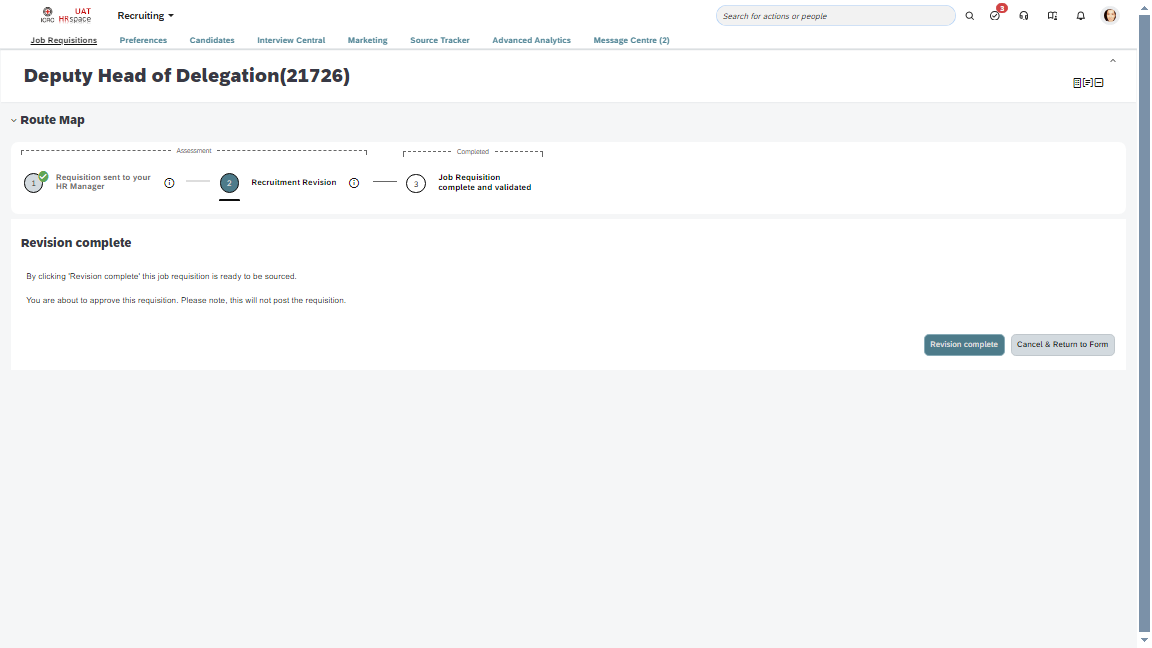 ICRC
UAT
HRspace
Recruiting
Search for actions or people
3
Job Requisitions
Preferences
Candidates
Interview Central
Marketing
Source Tracker
Advanced Analytics
Message Centre (2)
Deputy Head of Delegation(21726)
Route Map
Assessment
Completed
1
Requisition sent to your
HR Manager
2
Recruitment Revision
3
Job Requisition
complete and validated
Revision complete
By clicking 'Revision complete' this job requisition is ready to be sourced.
You are about to approve this requisition. Please note, this will not post the requisition.
Revision complete
Cancel & Return to Form